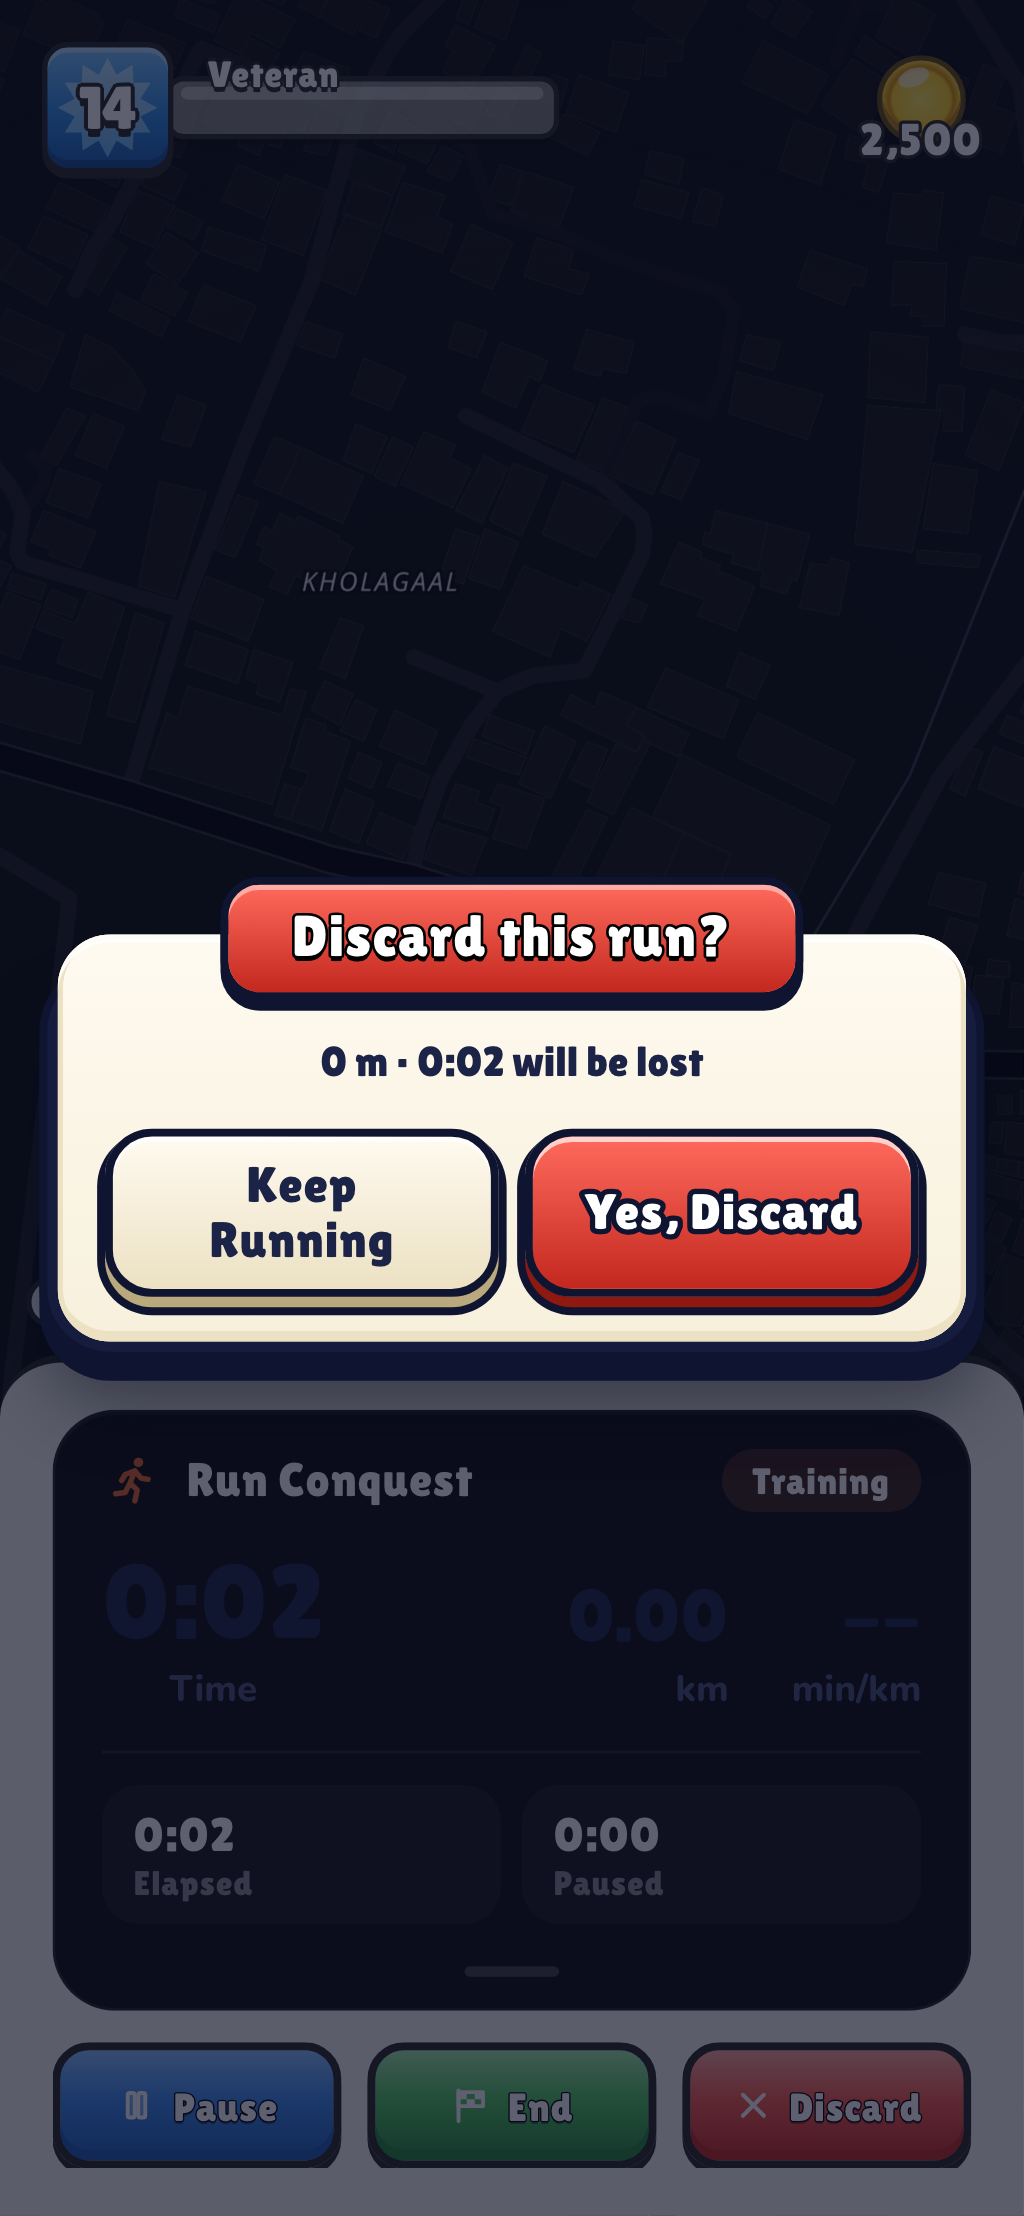 Veteran
14
2,500
KHOLAGAAL
Discard this run?
0 m · 0:02 will be lost
Keep
Running
Yes, Discard
Run Conquest
Training
0:02
0.00
--
Time
km
min/km
0:02
0:00
Elapsed
Paused
Pause
End
Discard